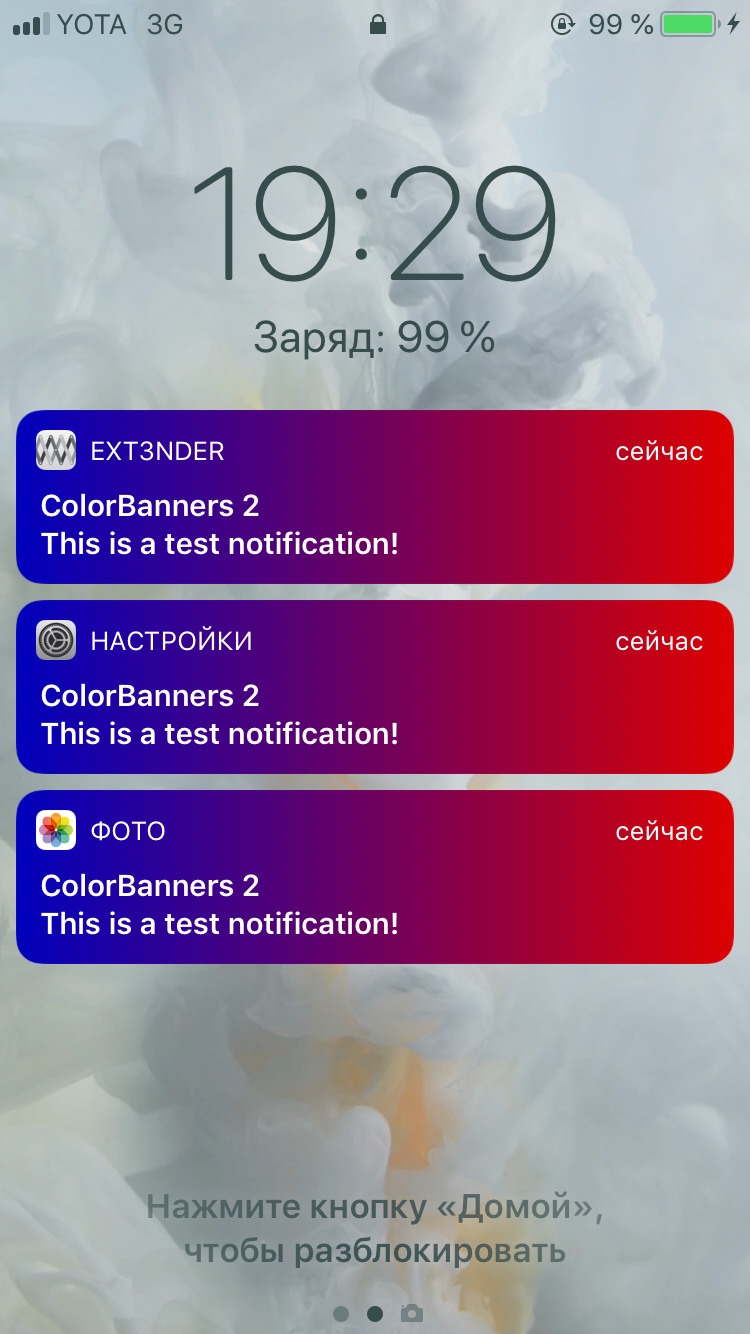 YOTA 3G 99 %
19:29
Заряд: 99 %
EXT3NDER сейчас
ColorBanners 2
This is a test notification!
НАСТРОЙКИ сейчас
ColorBanners 2
This is a test notification!
ФОТО сейчас
ColorBanners 2
This is a test notification!
Нажмите кнопку «Домой»,
чтобы разблокировать